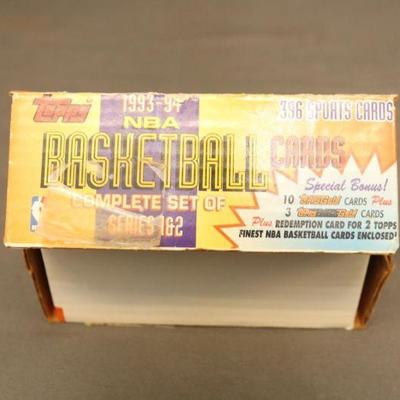 Topps
1993-94
NBA
396 SPORTS CARDS
BASKETBALL CARDS
COMPLETE SET OF
SERIES 1&2
Special Bonus!
10 CARDS Plus
3 CARDS
Plus REDEMPTION CARD FOR 2 TOPPS
FINEST NBA BASKETBALL CARDS ENCLOSED!